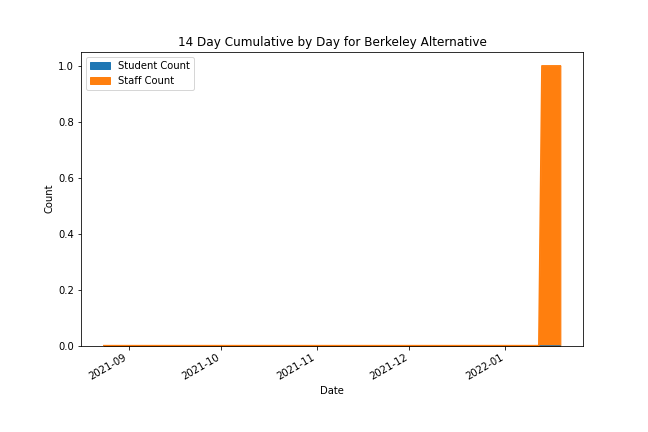 14 Day Cumulative by Day for Berkeley Alternative
Student Count
Staff Count
1.0
0.8
0.6
0.4
0.2
0.0
Count
2021-09
2021-10
2021-11
2021-12
2022-01
Date